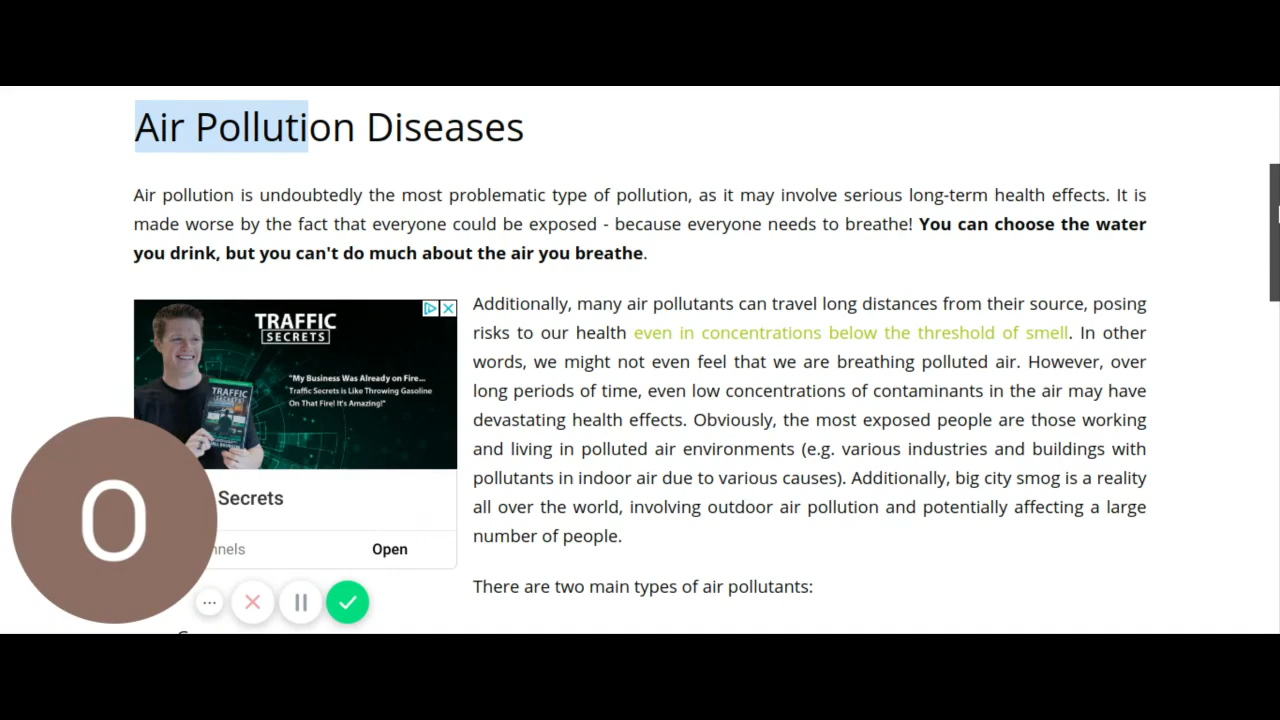 Air Pollution Diseases
Air pollution is undoubtedly the most problematic type of pollution, as it may involve serious long-term health effects. It is
made worse by the fact that everyone could be exposed - because everyone needs to breathe! You can choose the water
you drink, but you can't do much about the air you breathe.
TRAFFIC
SECRETS
"My Business Was Already on Fire...
Traffic Secrets is Like Throwing Gasoline
On That Fire! It's Amazing!"
TRAFFIC
SECRETS
Secrets
nnels
Open
O
Additionally, many air pollutants can travel long distances from their source, posing
risks to our health even in concentrations below the threshold of smell. In other
words, we might not even feel that we are breathing polluted air. However, over
long periods of time, even low concentrations of contaminants in the air may have
devastating health effects. Obviously, the most exposed people are those working
and living in polluted air environments (e.g. various industries and buildings with
pollutants in indoor air due to various causes). Additionally, big city smog is a reality
all over the world, involving outdoor air pollution and potentially affecting a large
number of people.
There are two main types of air pollutants: